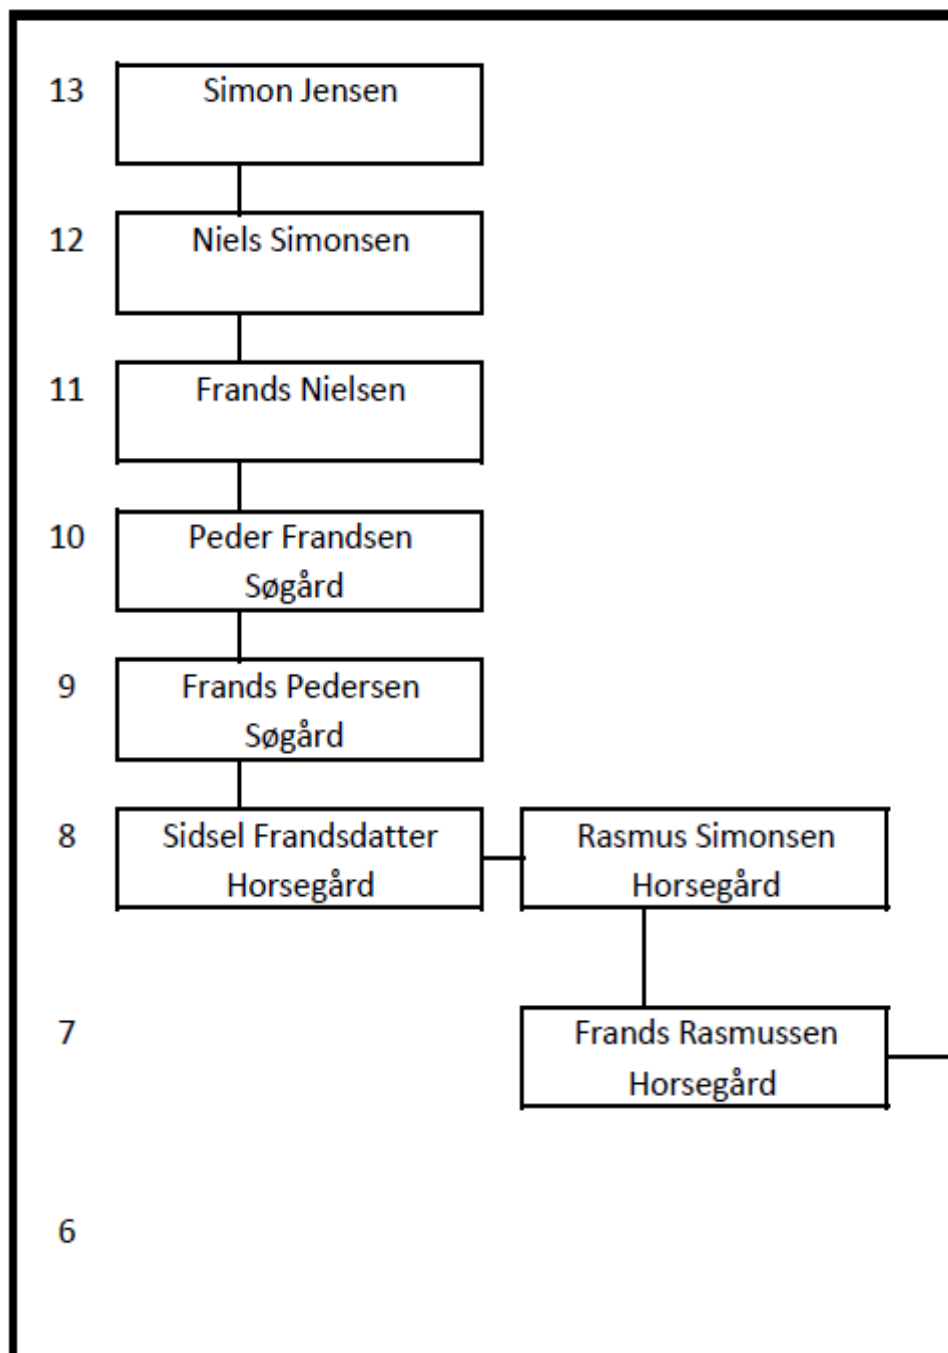 13
Simon Jensen
12
Niels Simonsen
11
Frands Nielsen
10
Peder Frandsen
Søgård
9
Frands Pedersen
Søgård
8
Sidsel Frandsdatter
Horsegård
Rasmus Simonsen
Horsegård
7
Frands Rasmussen
Horsegård
6